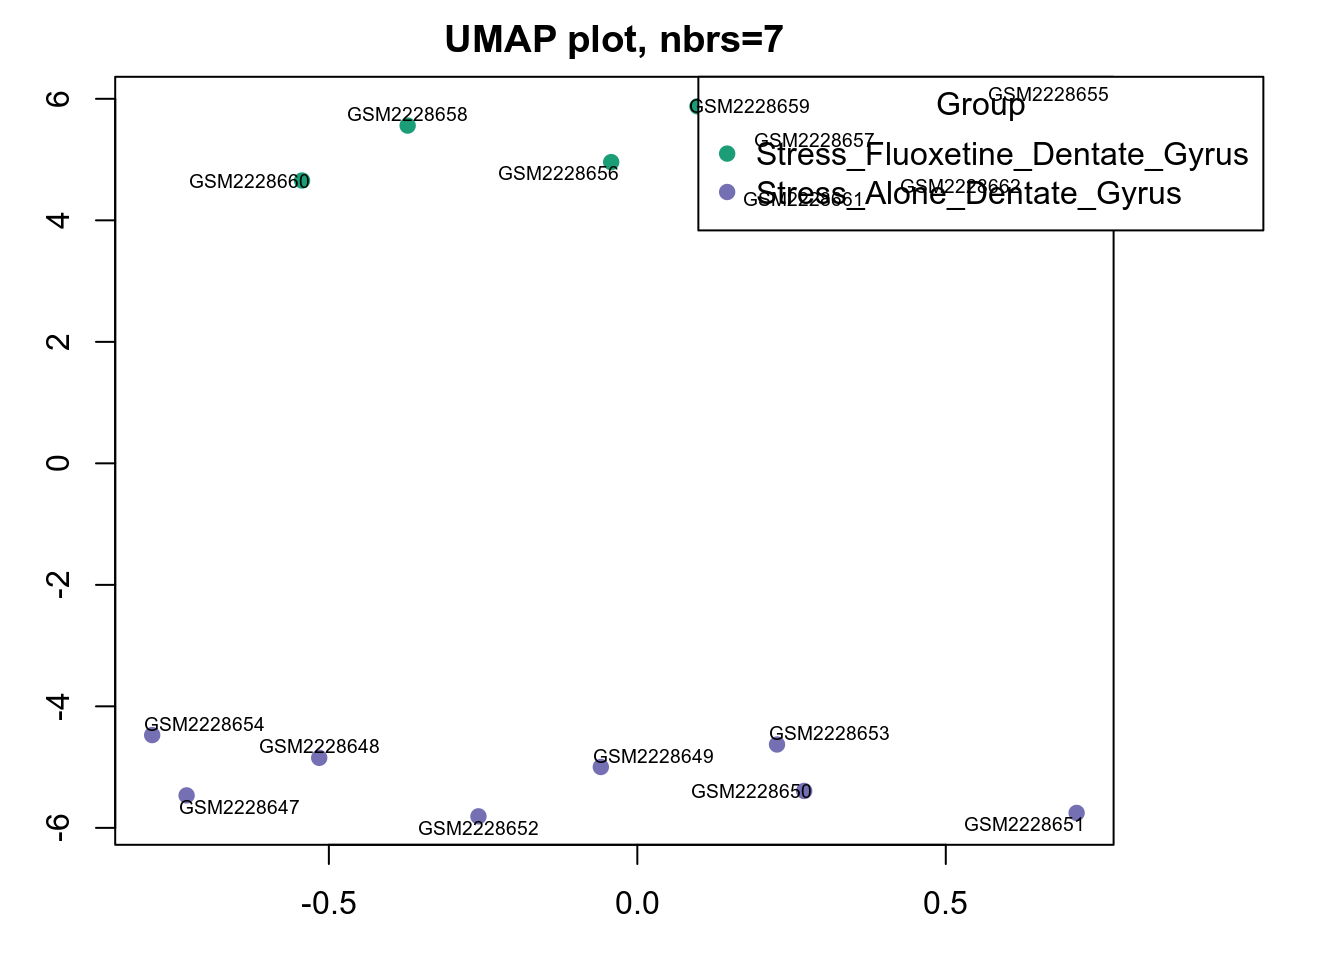 UMAP plot, nbrs=7
6
4
2
0
-2
-4
-6
GSM2228658
GSM2228659
GSM2228655
Group
GSM2228657
Stress_Fluoxetine_Dentate_Gyrus
GSM2228656
GSM2228660
GSM2228662
Stress_Alone_Dentate_Gyrus
GSM2228661
GSM2228654
GSM2228653
GSM2228648
GSM2228649
GSM2228650
GSM2228647
GSM2228651
GSM2228652
-0.5
0.0
0.5